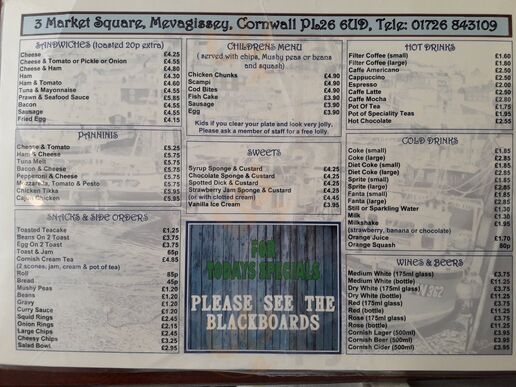 3 Market Square, Mevagissey, Cornwall PL26 6UD, Tele: 01726 843109
SANDWICHES (toasted 20p extra)
Cheese £4.25
Cheese & Tomato or Pickle or Onion £4.55
Cheese & Ham £4.80
Ham £4.30
Ham & Tomato £4.60
Tuna & Mayonnaise £4.55
Prawn & Seafood Sauce £5.85
Bacon £4.55
Sausage £4.55
Fried Egg £4.15
PANNINIS
Cheese & Tomato £5.25
Ham & Cheese £5.75
Tuna Melt £5.75
Bacon & Cheese £5.75
Pepperoni & Cheese £5.75
Mozzarella, Tomato & Pesto £5.75
Chicken Tikka £5.95
Cajun Chicken £5.95
SNACKS & SIDE ORDERS
Toasted Teacake £1.25
Beans On 2 Toast £3.75
Egg On 2 Toast £3.75
Toast & Jam 65p
Cornish Cream Tea £4.85
(2 scones, jam, cream & pot of tea)
Roll 85p
Bread 45p
Mushy Peas £1.20
Beans £1.20
Gravy £1.20
Curry Sauce £1.20
Squid Rings £2.45
Onion Rings £2.15
Large Chips £2.45
Cheesy Chips £3.25
Salad Bowl £2.95
CHILDRENS MENU
( served with chips, Mushy peas or beans
and squash)
Chicken Chunks £4.90
Scampi £4.90
Cod Bites £4.90
Fish Cake £3.90
Sausage £3.90
Egg £3.90
Kids if you clear your plate and look very jolly,
Please ask a member of staff for a free lolly.
SWEETS
Syrup Sponge & Custard £4.25
Chocolate Sponge & Custard £4.25
Spotted Dick & Custard £4.25
Strawberry Jam Sponge & Custard £4.25
(or with clotted cream) £4.45
Vanilla Ice Cream £3.95
FOR
TODAYS SPECIALS
PLEASE SEE THE
BLACKBOARDS
HOT DRINKS
Filter Coffee (small) £1.60
Filter Coffee (large) £1.80
Caffe Americano £2.50
Cappuccino £2.50
Espresso £2.00
Caffe Latte £2.50
Caffe Mocha £2.80
Pot Of Tea £1.75
Pot of Speciality Teas £1.95
Hot Chocolate £2.55
COLD DRINKS
Coke (small) £1.85
Coke (large) £2.85
Diet Coke (small) £1.85
Diet Coke (large) £2.85
Sprite (small) £1.85
Sprite (large) £2.85
Fanta (small) £1.85
Fanta (large) £2.85
Still or Sparkling Water £1.30
Milk £1.30
Milkshake £1.95
(strawberry, banana or chocolate)
Orange Juice £1.70
Orange Squash 80p
WINES & BEERS
Medium White (175ml glass) £3.75
Medium White (bottle) £11.25
Dry White (175ml glass) £3.75
Dry White (bottle) £11.25
Red (175ml glass) £3.75
Red (bottle) £11.25
Rose (175ml glass) £3.75
Rose (bottle) £11.25
Cornish Lager (500ml) £3.95
Cornish Beer (500ml) £3.95
Cornish Cider (500ml) £3.95